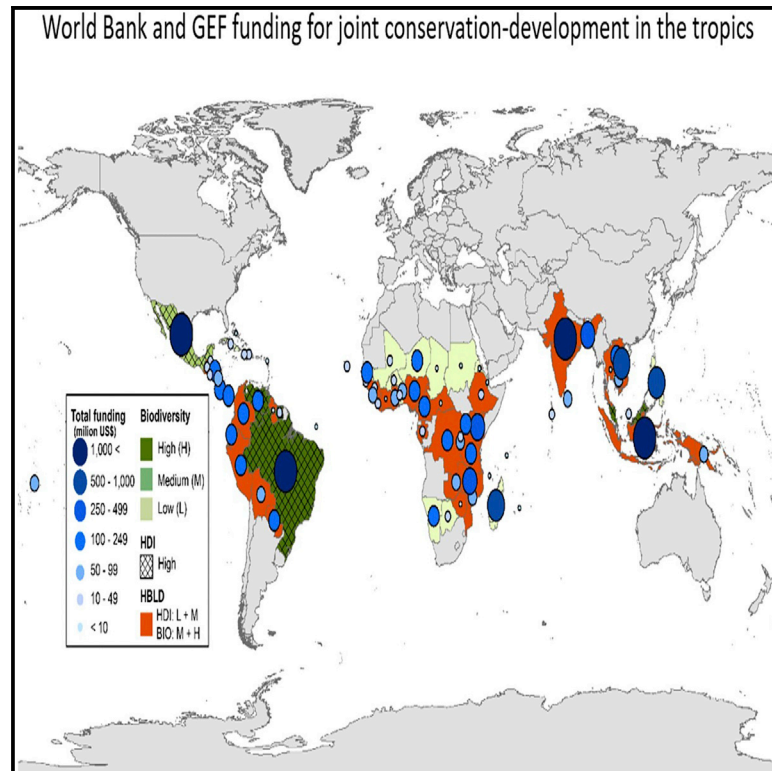 World Bank and GEF funding for joint conservation-development in the tropics
Total funding
(milion US$)
1,000 <
500 - 1,000
250 - 499
100 - 249
50 - 99
10 - 49
< 10
Biodiversity
High (H)
Medium (M)
Low (L)
HDI
High
HBLD
HDI: L + M
BIO: M + H